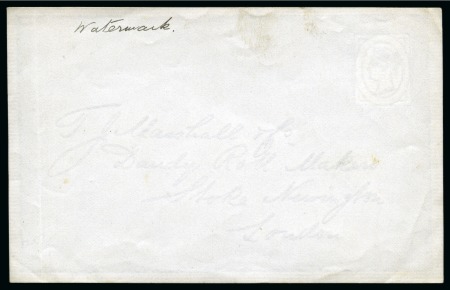 Watermark.
T. J. Marshall & Co
Dandy Roll Makers
Stoke Newington
London